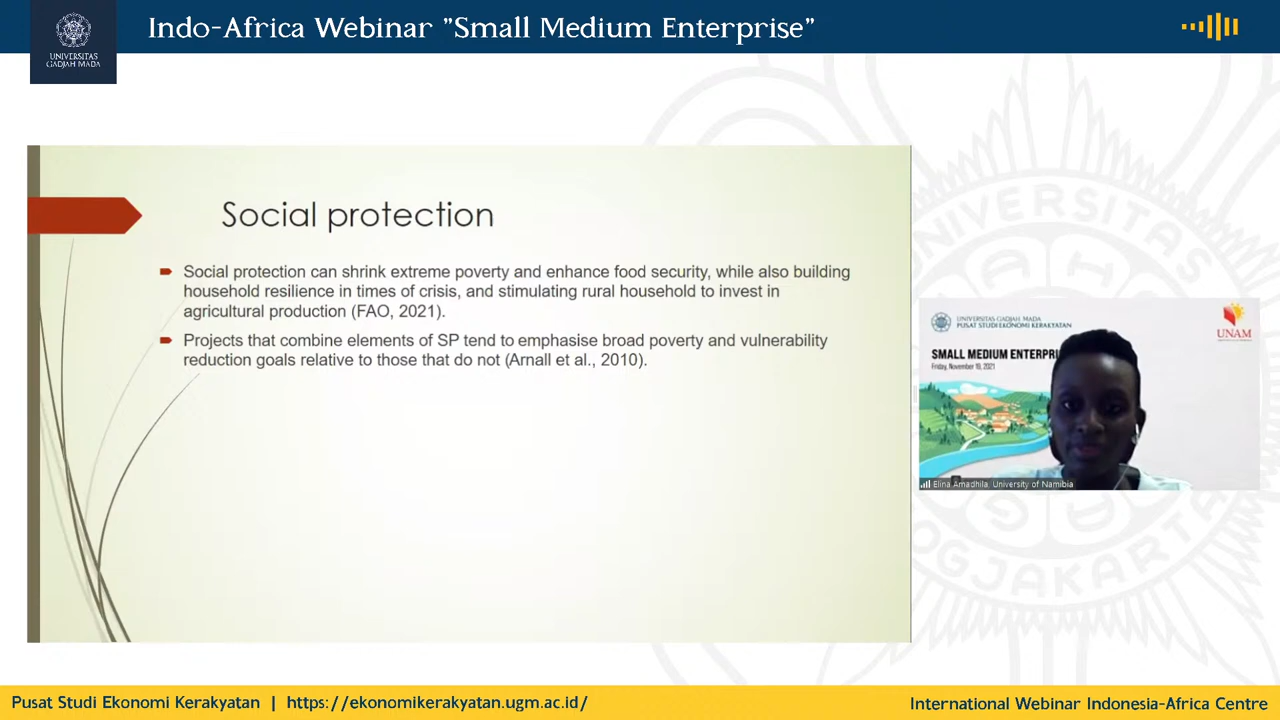 Indo-Africa Webinar "Small Medium Enterprise"
UNIVERSITAS
GADJAH MADA
Social protection
Social protection can shrink extreme poverty and enhance food security, while also building
household resilience in times of crisis, and stimulating rural household to invest in
agricultural production (FAO, 2021).
Projects that combine elements of SP tend to emphasise broad poverty and vulnerability
reduction goals relative to those that do not (Arnall et al., 2010).
UNIVERSITAS GADJAH MADA
PUSAT STUDI EKONOMI KERAKYATAN
UNAM
SMALL MEDIUM ENTERPRI
Friday, November 19, 2021
Elina Amadhila, University of Namibia
Pusat Studi Ekonomi Kerakyatan | https://ekonomikerakyatan.ugm.ac.id/
International Webinar Indonesia-Africa Centre